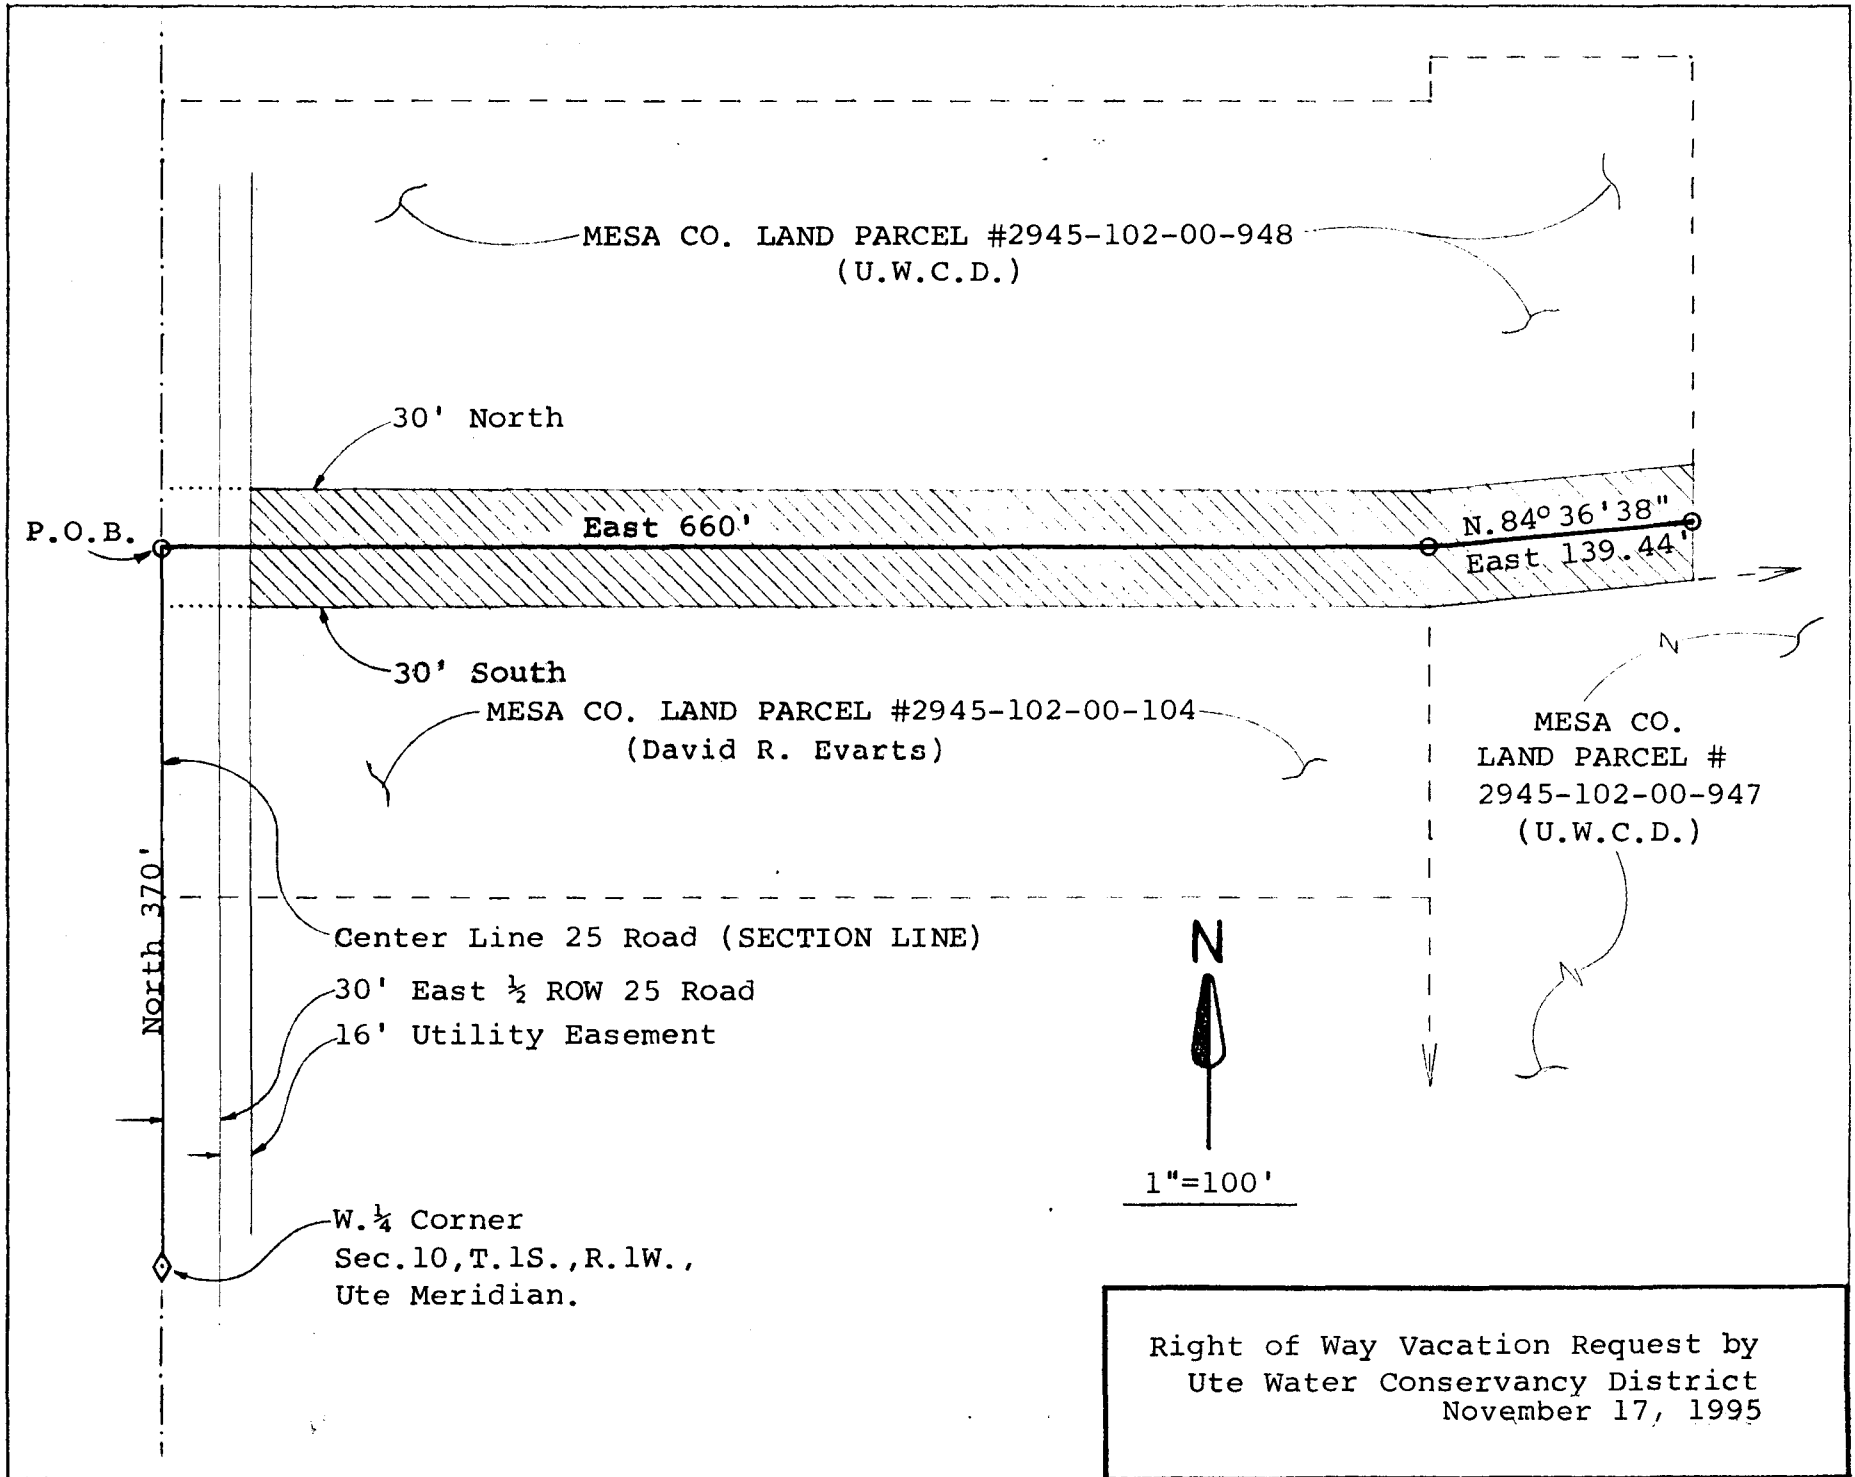 MESA CO. LAND PARCEL #2945-102-00-948
(U.W.C.D.)
30' North
P.O.B.
East 660'
N.84°36'38"
East 139.44'
30' South
MESA CO. LAND PARCEL #2945-102-00-104
(David R. Evarts)
MESA CO.
LAND PARCEL #
2945-102-00-947
(U.W.C.D.)
North 370'
Center Line 25 Road (SECTION LINE)
30' East ½ ROW 25 Road
16' Utility Easement
N
1"=100'
W.¼ Corner
Sec.10,T.1S.,R.1W.,
Ute Meridian.
Right of Way Vacation Request by
Ute Water Conservancy District
November 17, 1995